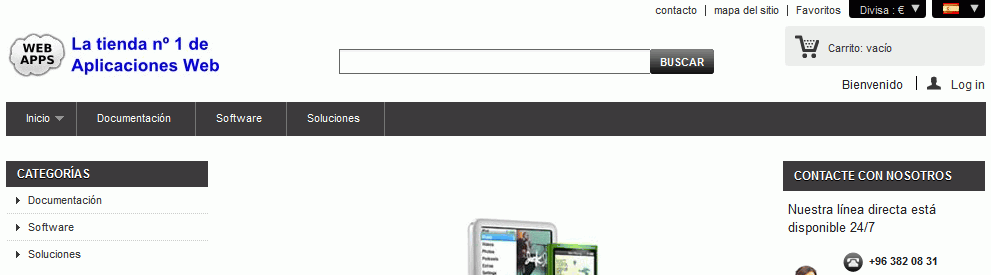 contacto | mapa del sitio | Favoritos Divisa : €
WEB APPS
La tienda nº 1 de
Aplicaciones Web
BUSCAR
Carrito: vacío
Bienvenido | Log in
Inicio Documentación Software Soluciones
CATEGORÍAS
Documentación
Software
Soluciones
CONTACTE CON NOSOTROS
Nuestra línea directa está
disponible 24/7
+96 382 08 31